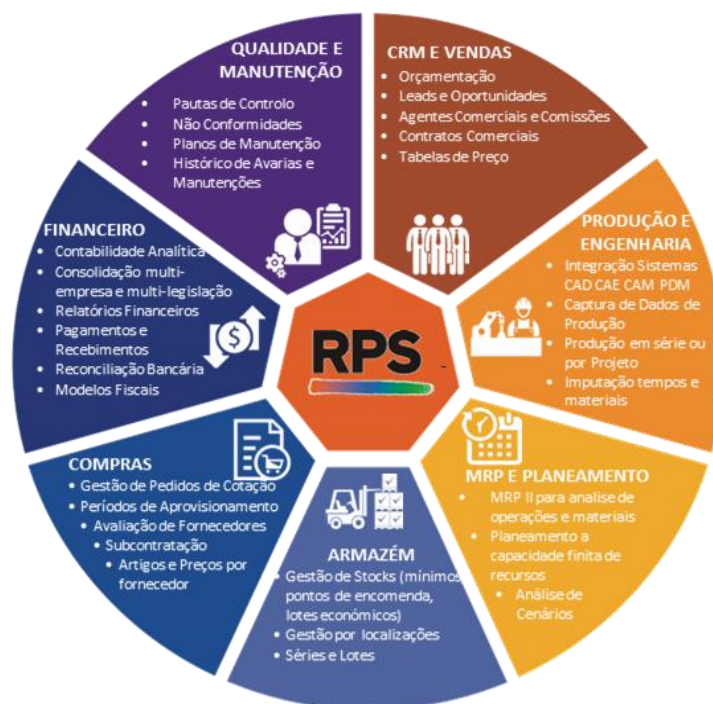 QUALIDADE E
MANUTENÇÃO
• Pautas de Controlo
• Não Conformidades
• Planos de Manutenção
• Histórico de Avarias e
Manutenções
CRM E VENDAS
• Orçamentação
• Leads e Oportunidades
• Agentes Comerciais e Comissões
• Contratos Comerciais
• Tabelas de Preço
PRODUÇÃO E
ENGENHARIA
• Integração Sistemas
CAD CAE CAM PDM
• Captura de Dados de
Produção
• Produção em série ou
por Projeto
• Imputação tempos e
materiais
MRP E PLANEAMENTO
• MRP II para analise de
operações e materiais
• Planeamento a
capacidade finita de
recursos
• Análise de
Cenários
ARMAZÉM
• Gestão de Stocks (mínimos
pontos de encomenda,
lotes económicos)
• Gestão por localizações
• Séries e Lotes
COMPRAS
• Gestão de Pedidos de Cotação
• Períodos de Aprovisionamento
• Avaliação de Fornecedores
• Subcontratação
• Artigos e Preços por
fornecedor
FINANCEIRO
• Contabilidade Analítica
• Consolidação multi-
empresa e multi-legislação
• Relatórios Financeiros
• Pagamentos e
Recebimentos
• Reconciliação Bancária
• Modelos Fiscais
RPS